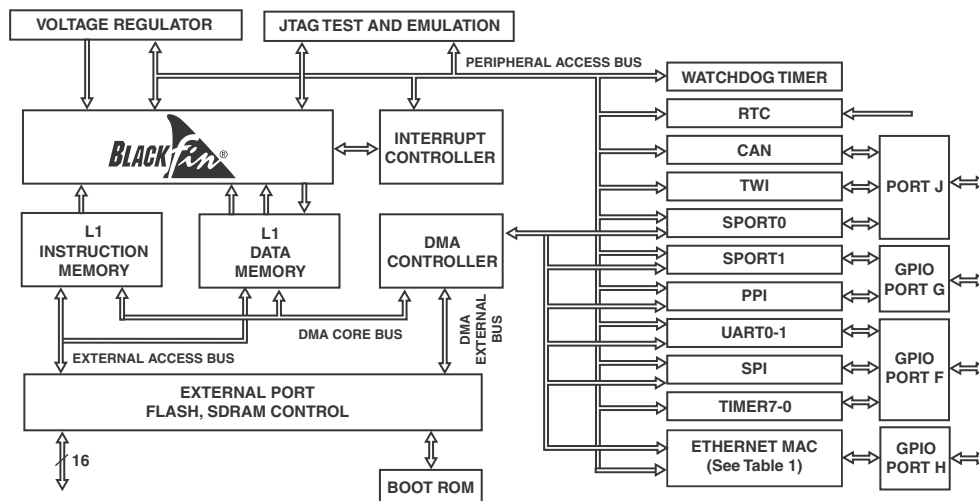 VOLTAGE REGULATOR
JTAG TEST AND EMULATION
PERIPHERAL ACCESS BUS
WATCHDOG TIMER
RTC
BLACKfin®
INTERRUPT
CONTROLLER
CAN
TWI
PORT J
L1
INSTRUCTION
MEMORY
L1
DATA
MEMORY
DMA
CONTROLLER
SPORT0
SPORT1
GPIO
PORT G
PPI
DMA CORE BUS
DMA
EXTERNAL
BUS
EXTERNAL ACCESS BUS
UART0-1
GPIO
PORT F
SPI
EXTERNAL PORT
FLASH, SDRAM CONTROL
TIMER7-0
ETHERNET MAC
(See Table 1)
GPIO
PORT H
16
BOOT ROM